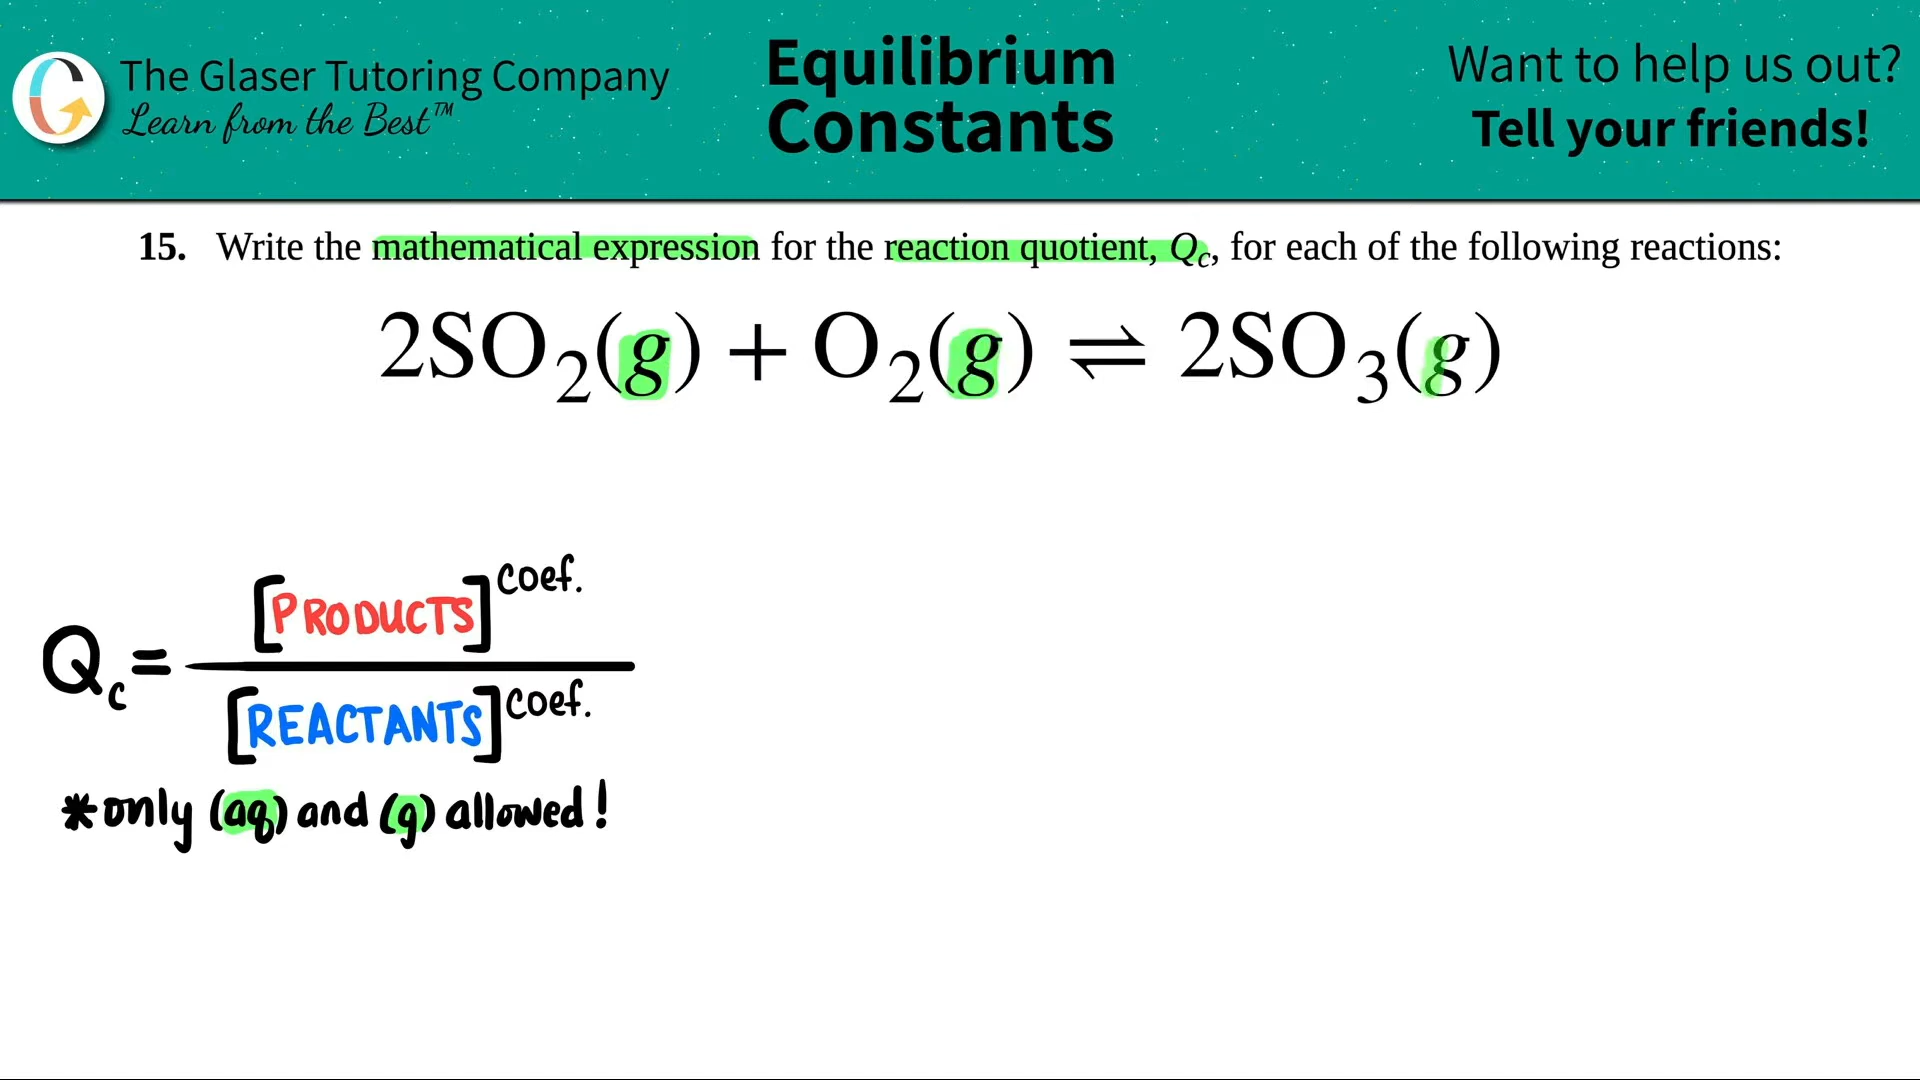 The Glaser Tutoring Company
Learn from the Best™
Equilibrium
Constants
Want to help us out?
Tell your friends!
15. Write the mathematical expression for the reaction quotient, Qc, for each of the following reactions:
2SO₂(g) + O₂(g) ⇌ 2SO₃(g)
[PRODUCTS]coef.
Qc=
[REACTANTS]coef.
*only (aq) and (g) allowed!